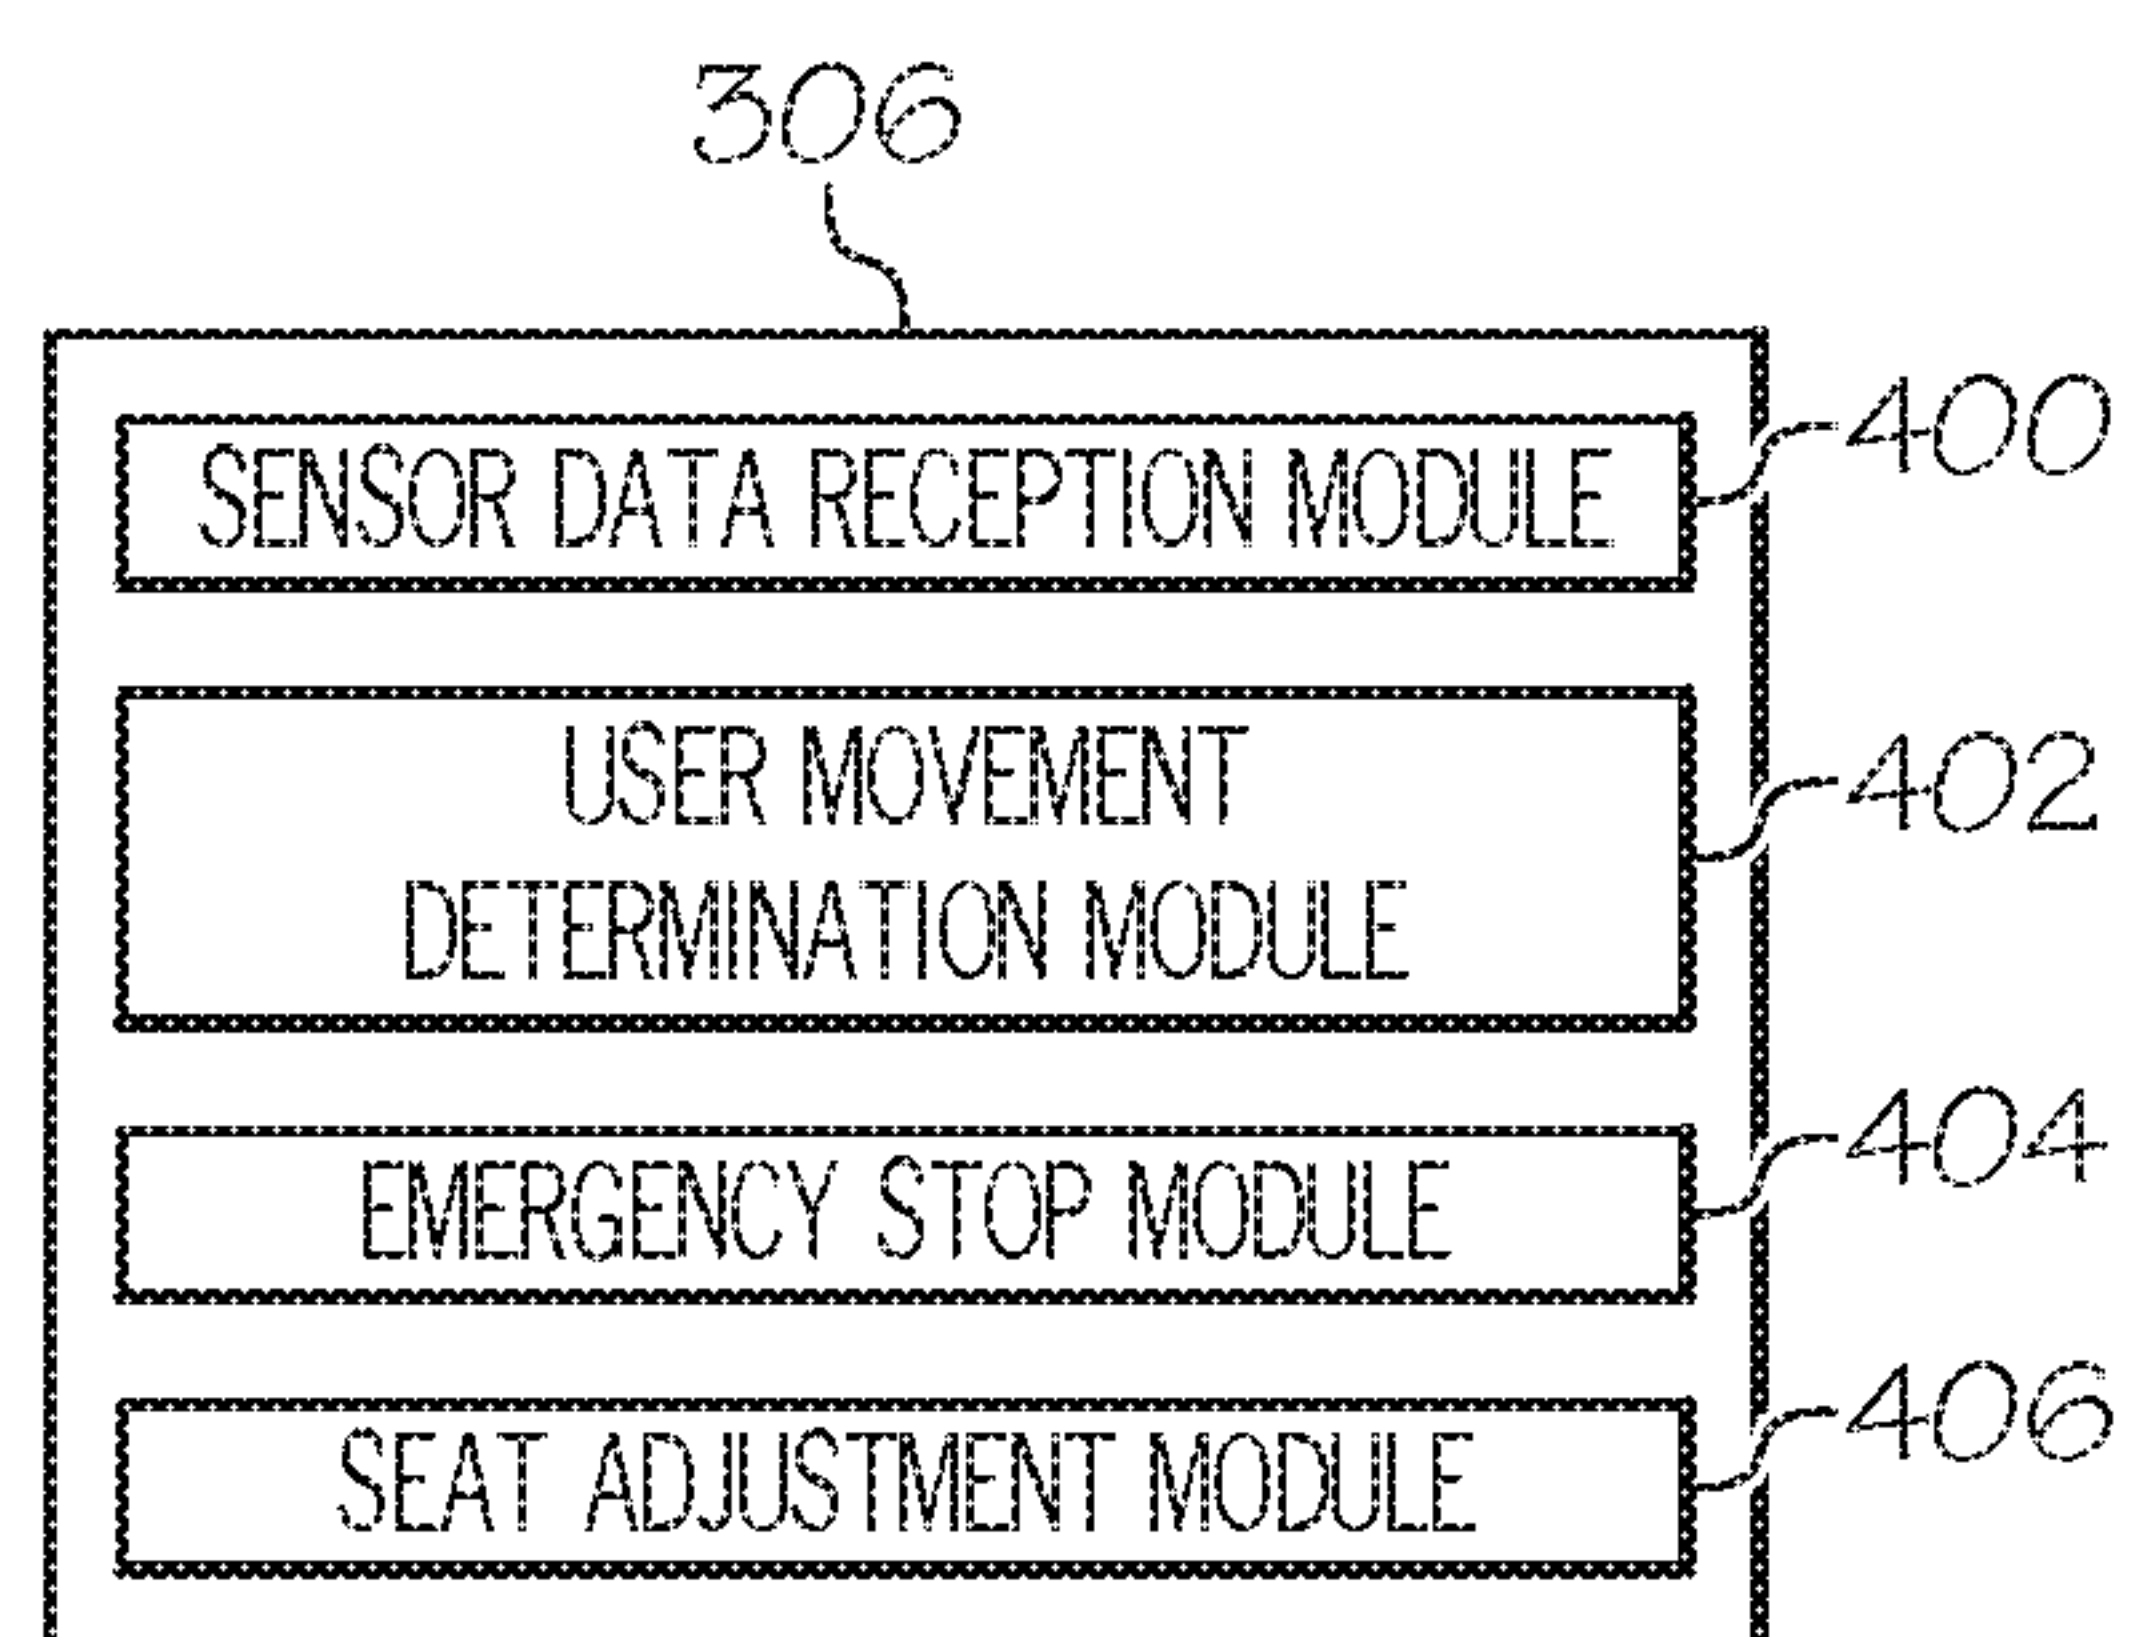 306
SENSOR DATA RECEPTION MODULE
400
USER MOVEMENT
DETERMINATION MODULE
402
EMERGENCY STOP MODULE
404
SEAT ADJUSTMENT MODULE
406